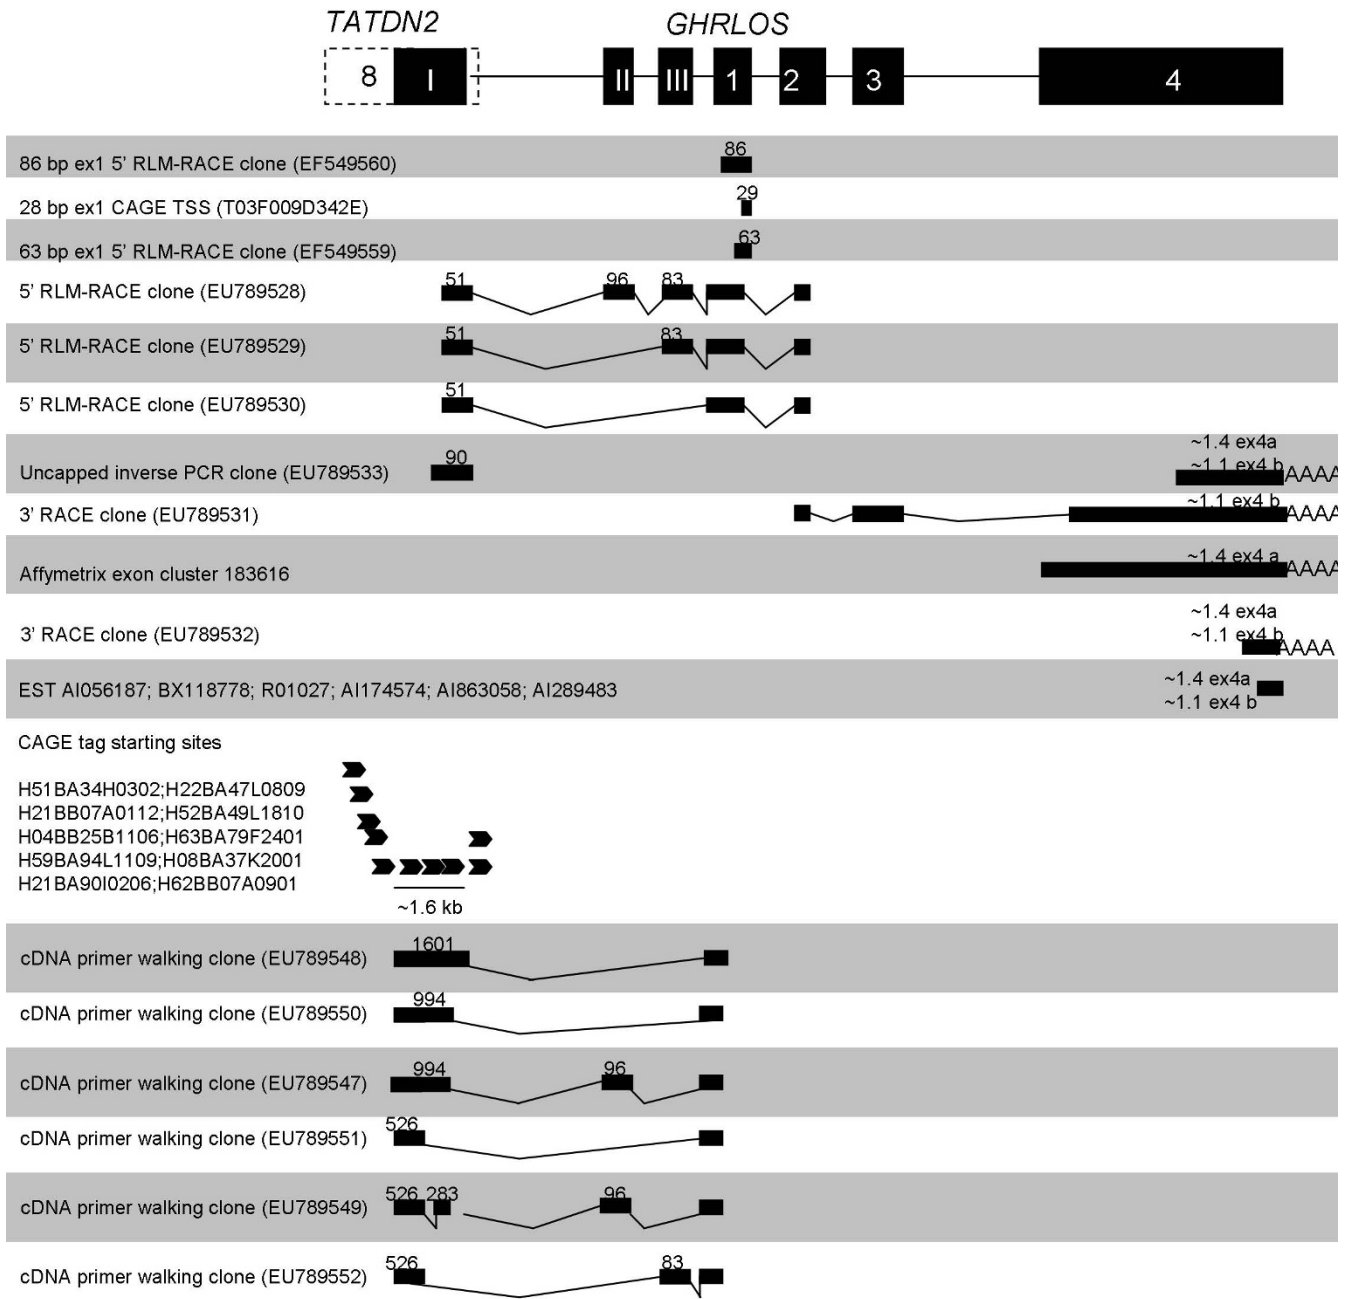 TATDN2 GHRLOS
8 I II III 1 2 3 4
86
86 bp ex1 5’ RLM-RACE clone (EF549560)
29
28 bp ex1 CAGE TSS (T03F009D342E)
63
63 bp ex1 5’ RLM-RACE clone (EF549559)
51 96 83
5’ RLM-RACE clone (EU789528)
51 83
5’ RLM-RACE clone (EU789529)
51
5’ RLM-RACE clone (EU789530)
~1.4 ex4a
90 ~1.1 ex4 b
Uncapped inverse PCR clone (EU789533) AAAA
~1.1 ex4 b
3’ RACE clone (EU789531) AAAA
~1.4 ex4 a
Affymetrix exon cluster 183616 AAAA
~1.4 ex4a
3’ RACE clone (EU789532) ~1.1 ex4 b
AAAA
~1.4 ex4a
EST AI056187; BX118778; R01027; AI174574; AI863058; AI289483
~1.1 ex4 b
CAGE tag starting sites
H51BA34H0302;H22BA47L0809
H21BB07A0112;H52BA49L1810
H04BB25B1106;H63BA79F2401
H59BA94L1109;H08BA37K2001
H21BA90I0206;H62BB07A0901
~1.6 kb
1601
cDNA primer walking clone (EU789548)
994
cDNA primer walking clone (EU789550)
994 96
cDNA primer walking clone (EU789547)
526
cDNA primer walking clone (EU789551)
526 283 96
cDNA primer walking clone (EU789549)
526 83
cDNA primer walking clone (EU789552)